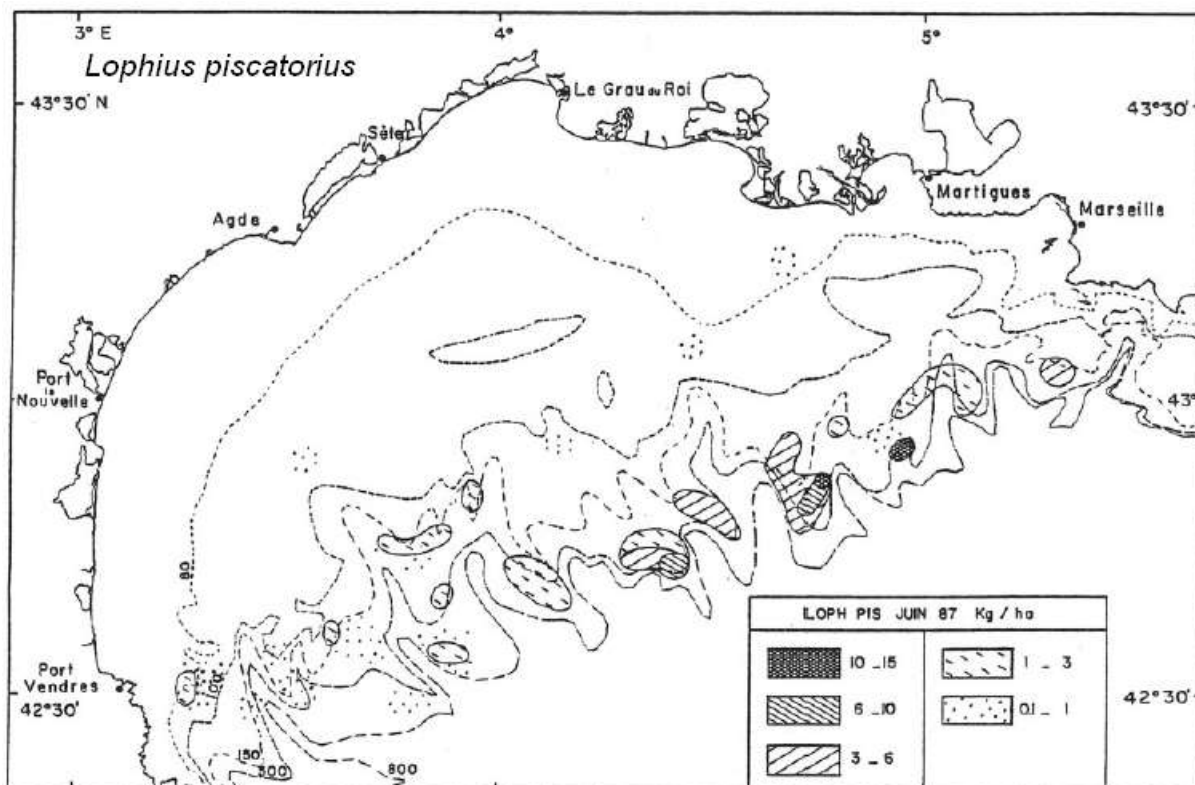 3° E 4° 5°
Lophius piscatorius
43°30' N
43°30'
Le Grau du Roi
Sète
Martigues
Marseille
Agde
Port la Nouvelle
43°
80
100
Port Vendres
42°30'
42°30'
150
500
800
LOPH PIS JUIN 87 Kg / ha
10 _ 15
1 _ 3
6 _ 10
0.1 _ 1
3 _ 6